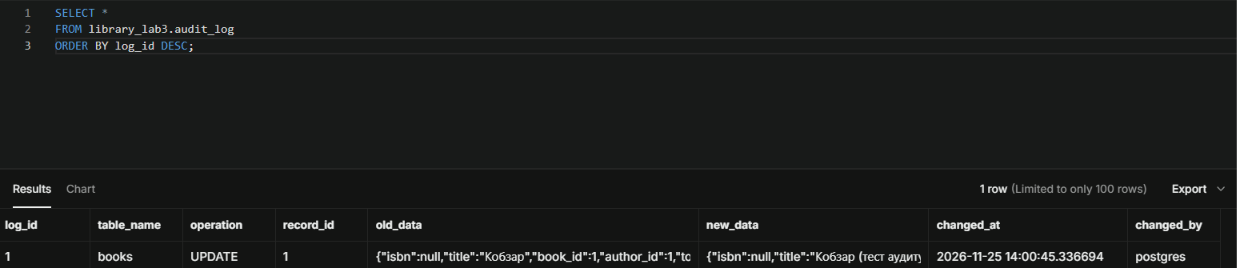 1 SELECT *
2 FROM library_lab3.audit_log
3 ORDER BY log_id DESC;
Results Chart 1 row (Limited to only 100 rows) Export
log_id table_name operation record_id old_data new_data changed_at changed_by
1 books UPDATE 1 {"isbn":null,"title":"Кобзар","book_id":1,"author_id":1,"to {"isbn":null,"title":"Кобзар (тест аудиту 2026-11-25 14:00:45.336694 postgres